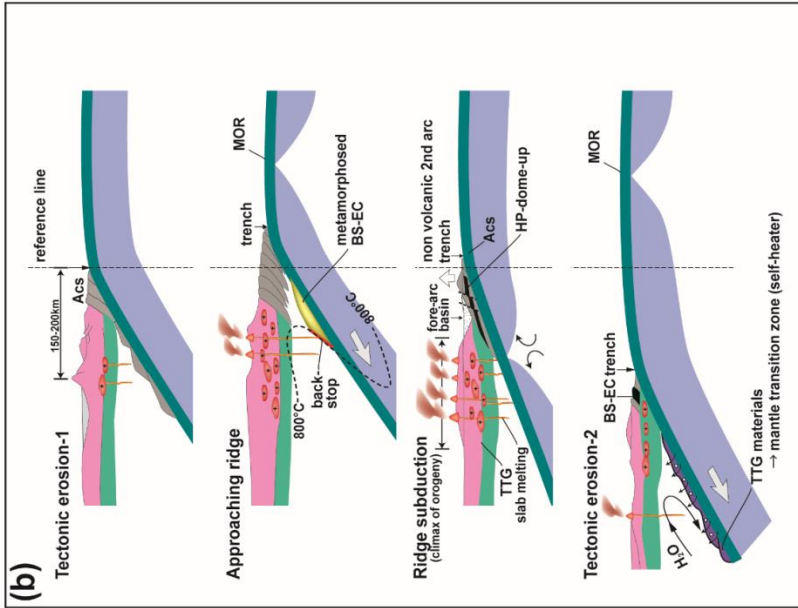 (b)
Tectonic erosion-1
150-200km
reference line
Acs
Approaching ridge
MOR
trench
metamorphosed
BS-EC
800°C
back-
stop
800°C
Ridge subduction
(climax of orogeny)
fore-arc
basin
non volcanic 2nd arc
trench
Acs
HP-dome-up
TTG
slab melting
Tectonic erosion-2
BS-EC trench
MOR
H₂O
TTG materials
→ mantle transition zone (self-heater)